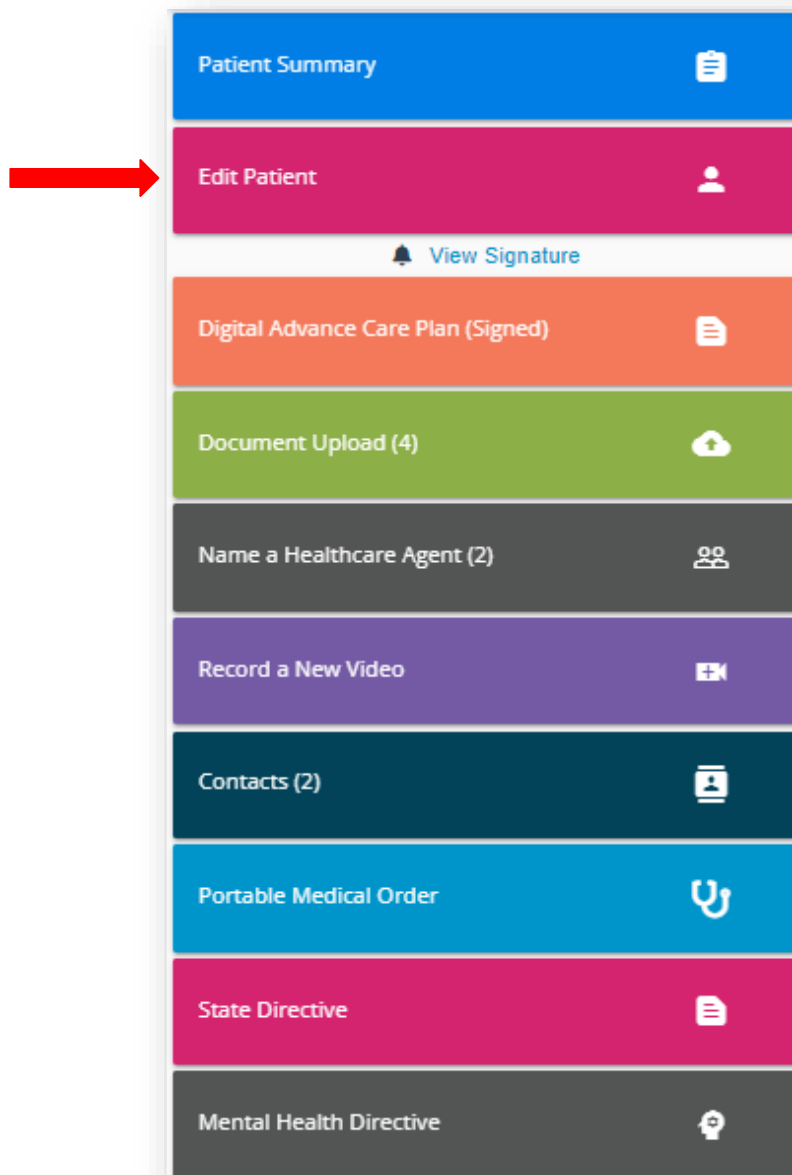 Patient Summary
Edit Patient
View Signature
Digital Advance Care Plan (Signed)
Document Upload (4)
Name a Healthcare Agent (2)
Record a New Video
Contacts (2)
Portable Medical Order
State Directive
Mental Health Directive